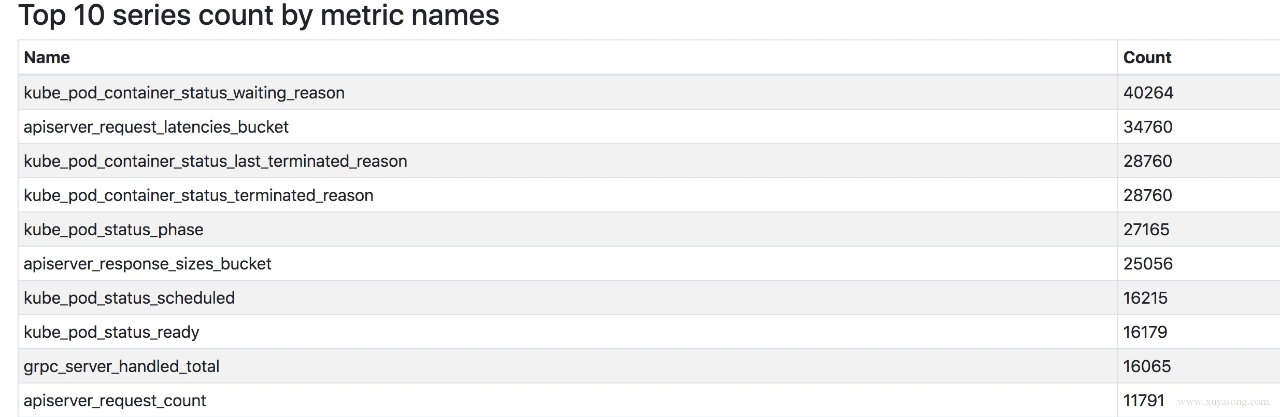 Top 10 series count by metric names
Name Count
kube_pod_container_status_waiting_reason 40264
apiserver_request_latencies_bucket 34760
kube_pod_container_status_last_terminated_reason 28760
kube_pod_container_status_terminated_reason 28760
kube_pod_status_phase 27165
apiserver_response_sizes_bucket 25056
kube_pod_status_scheduled 16215
kube_pod_status_ready 16179
grpc_server_handled_total 16065
apiserver_request_count 11791
www.xuyasong.com